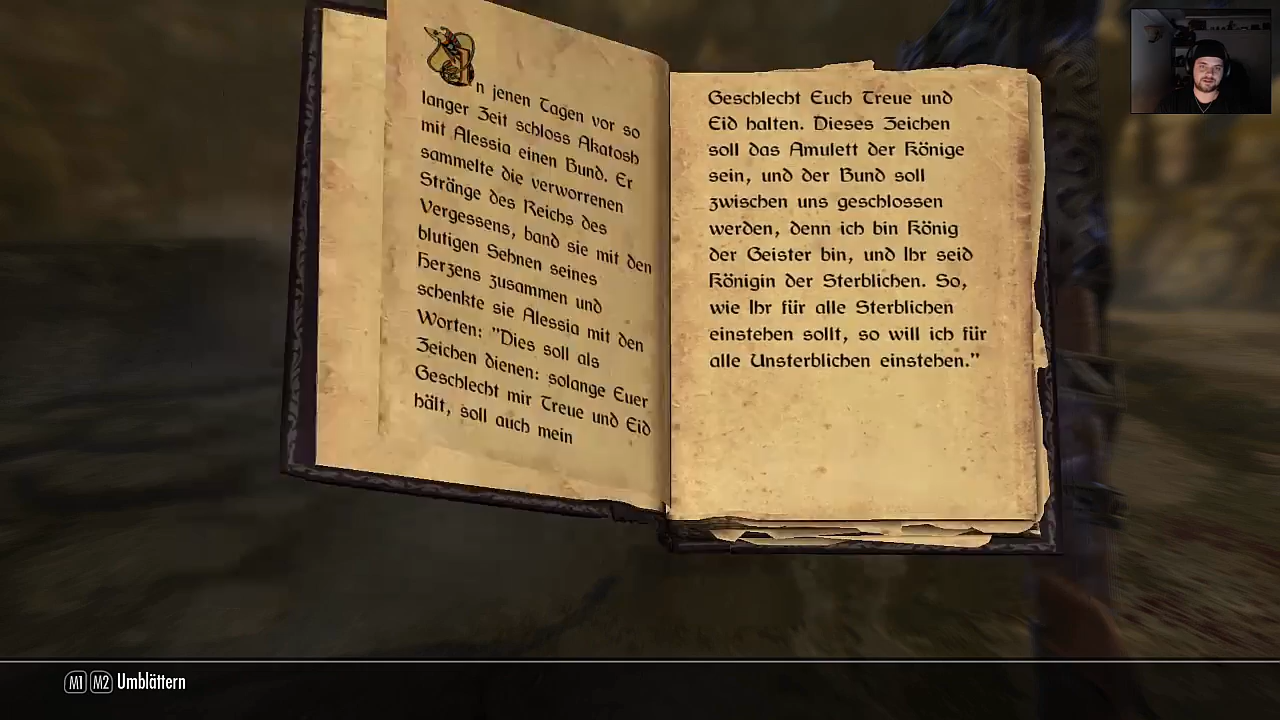 In jenen Tagen vor so
langer Zeit schloss Akatosh
mit Alessia einen Bund. Er
sammelte die verworrenen
Stränge des Reichs des
Vergessens, band sie mit den
blutigen Sehnen seines
Herzens zusammen und
schenkte sie Alessia mit den
Worten: "Dies soll als
Zeichen dienen: solange Euer
Geschlecht mir Treue und Eid
hält, soll auch mein
Geschlecht Euch Treue und
Eid halten. Dieses Zeichen
soll das Amulett der Könige
sein, und der Bund soll
zwischen uns geschlossen
werden, denn ich bin König
der Geister bin, und Ihr seid
Königin der Sterblichen. So,
wie Ihr für alle Sterblichen
einstehen sollt, so will ich für
alle Unsterblichen einstehen."
M1 M2 Umblättern